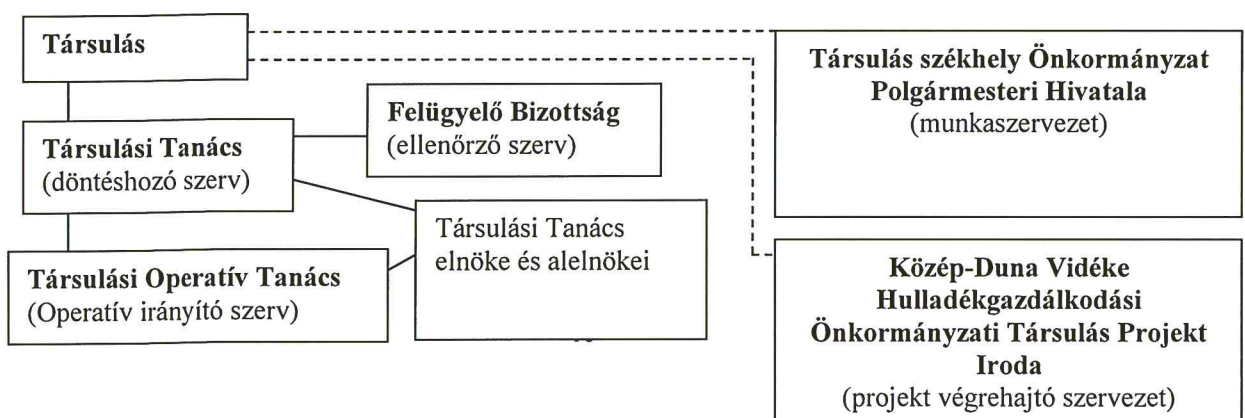 Társulás
Társulás székhely Önkormányzat
Polgármesteri Hivatala
(munkaszervezet)
Felügyelő Bizottság
(ellenőrző szerv)
Társulási Tanács
(döntéshozó szerv)
Társulási Tanács
elnöke és alelnökei
Társulási Operatív Tanács
(Operatív irányító szerv)
Közép-Duna Vidéke
Hulladékgazdálkodási
Önkormányzati Társulás Projekt
Iroda
(projekt végrehajtó szervezet)